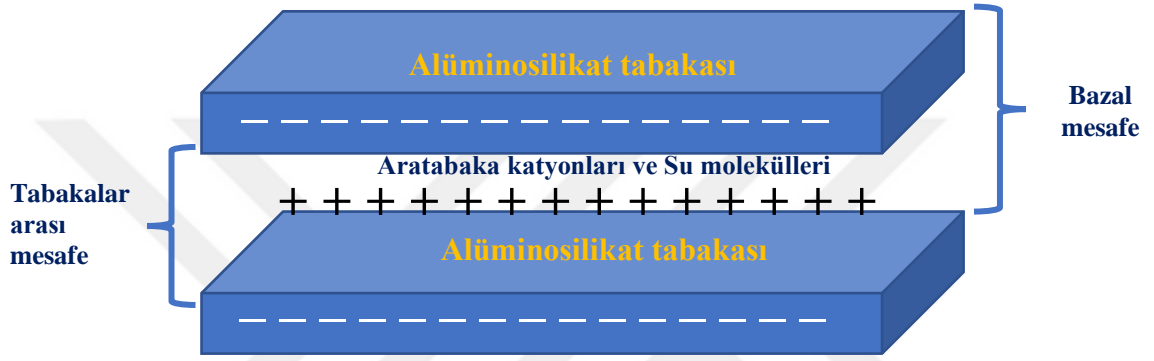 Alüminosilikat tabakası
Bazal
mesafe
Aratabaka katyonları ve Su molekülleri
Tabakalar
arası
mesafe
+ + + + + + + + + + + + + +
Alüminosilikat tabakası